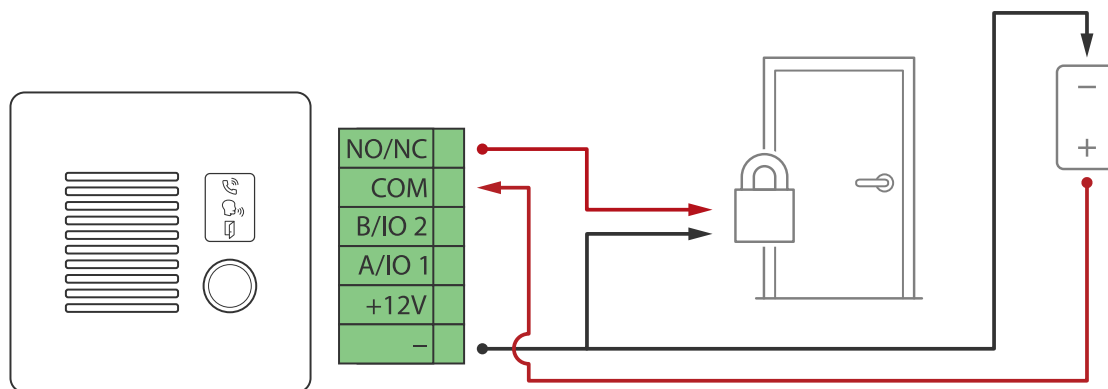 NO/NC
COM
B/IO 2
A/IO 1
+12V
–
–
+